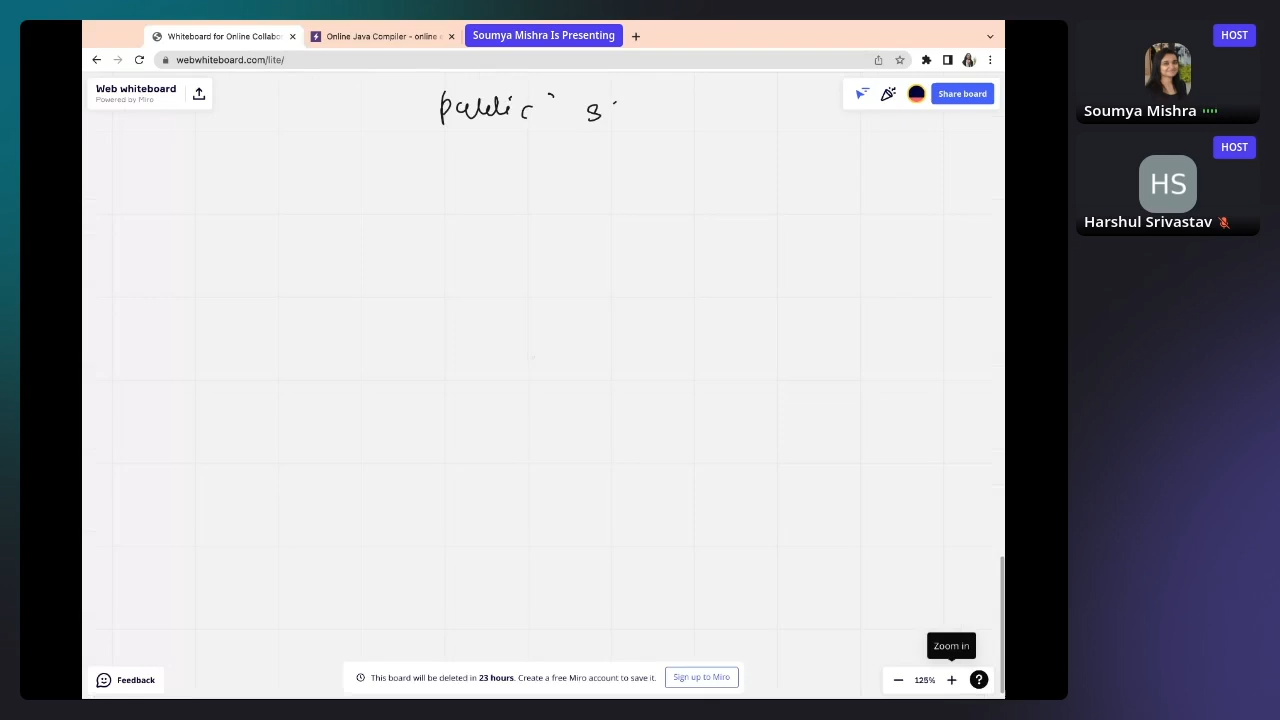 Whiteboard for Online Collabo
Online Java Compiler - online c
Soumya Mishra Is Presenting
webwhiteboard.com/lite/
Web whiteboard
Powered by Miro
Share board
public s
HOST
Soumya Mishra
HOST
HS
Harshul Srivastav
Zoom in
Feedback
This board will be deleted in 23 hours. Create a free Miro account to save it.
Sign up to Miro
125%